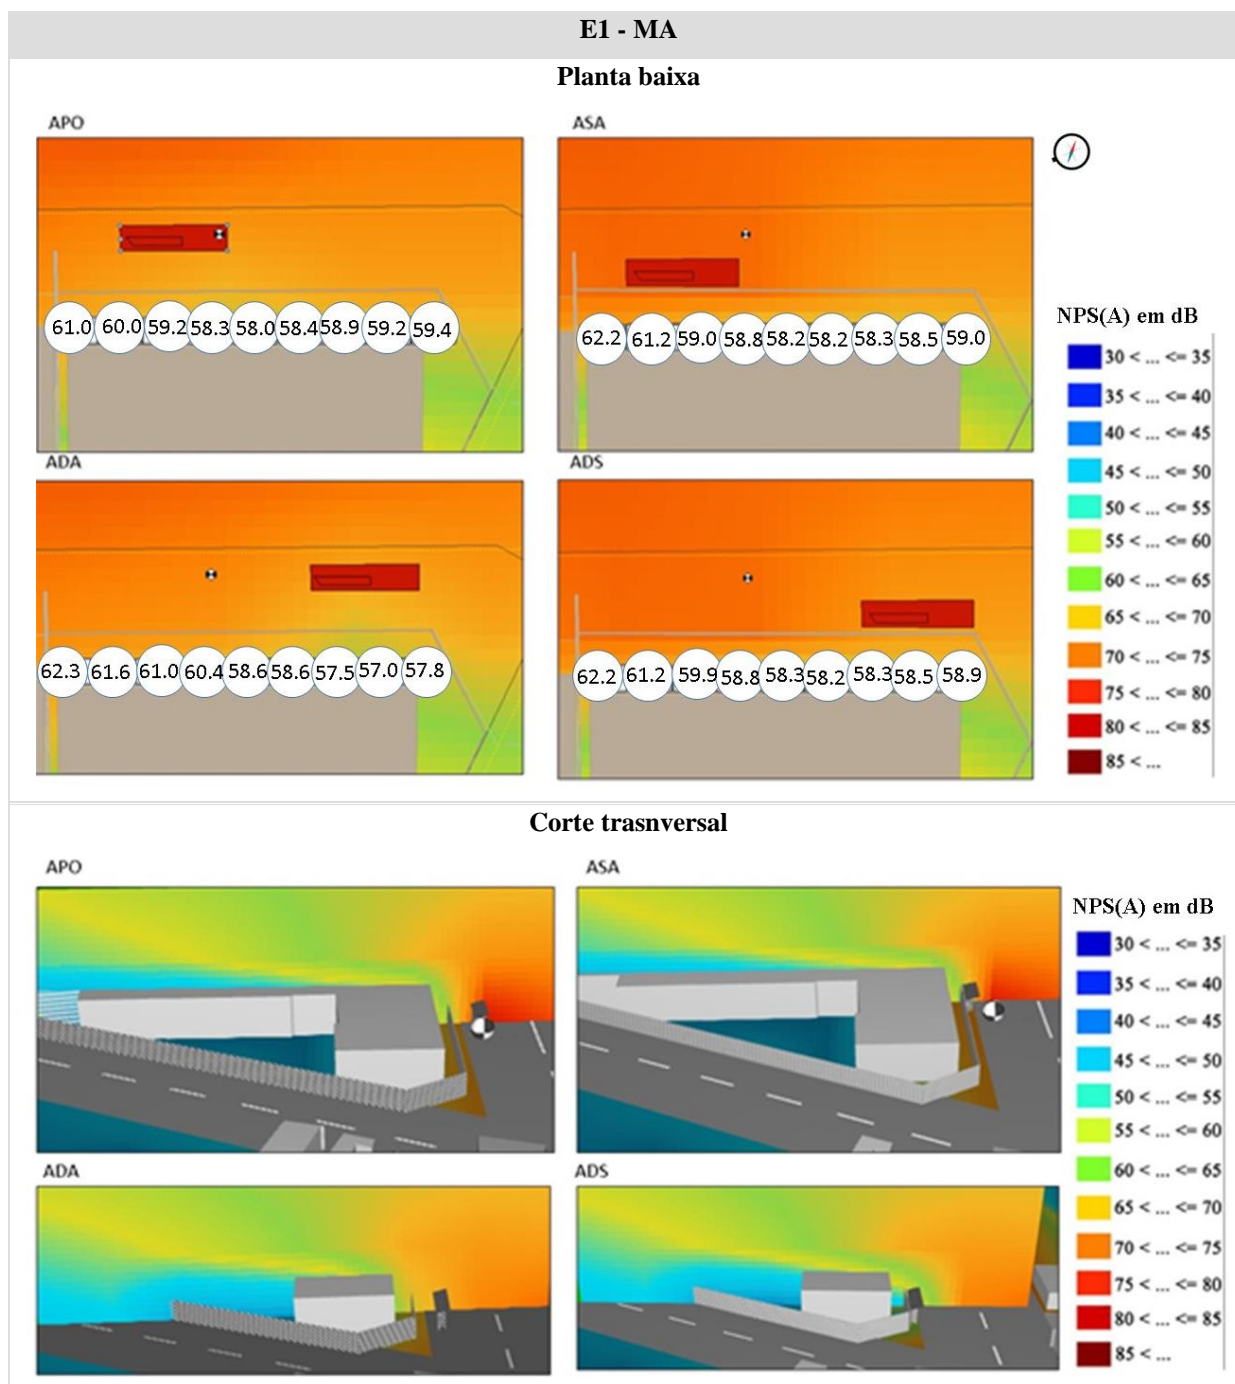 E1 - MA
Planta baixa
APO
ASA
61.0 60.0 59.2 58.3 58.0 58.4 58.9 59.2 59.4
62.2 61.2 59.0 58.8 58.2 58.2 58.3 58.5 59.0
ADA
ADS
62.3 61.6 61.0 60.4 58.6 58.6 57.5 57.0 57.8
62.2 61.2 59.9 58.8 58.3 58.2 58.3 58.5 58.9
NPS(A) em dB
30 < ... <= 35
35 < ... <= 40
40 < ... <= 45
45 < ... <= 50
50 < ... <= 55
55 < ... <= 60
60 < ... <= 65
65 < ... <= 70
70 < ... <= 75
75 < ... <= 80
80 < ... <= 85
85 < ...
Corte trasnversal
APO
ASA
ADA
ADS
NPS(A) em dB
30 < ... <= 35
35 < ... <= 40
40 < ... <= 45
45 < ... <= 50
50 < ... <= 55
55 < ... <= 60
60 < ... <= 65
65 < ... <= 70
70 < ... <= 75
75 < ... <= 80
80 < ... <= 85
85 < ...